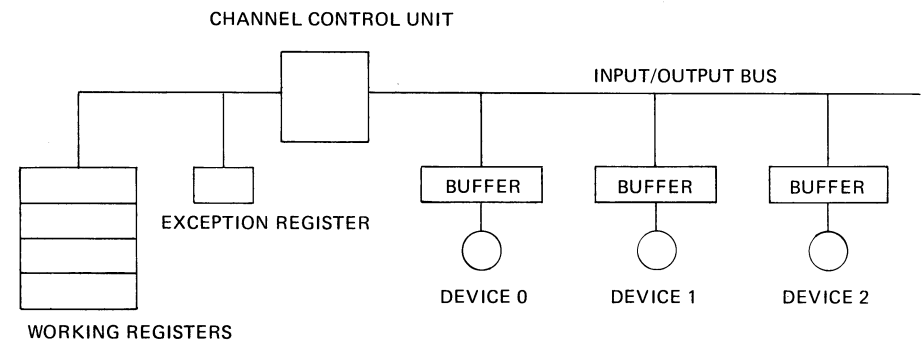 CHANNEL CONTROL UNIT
INPUT/OUTPUT BUS
BUFFER
BUFFER
BUFFER
EXCEPTION REGISTER
DEVICE 0
DEVICE 1
DEVICE 2
WORKING REGISTERS